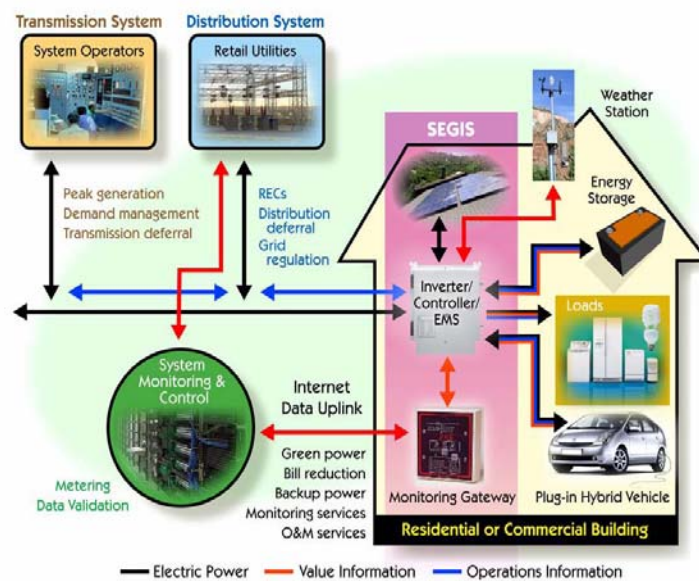 Transmission System
System Operators
Distribution System
Retail Utilities
Peak generation
Demand management
Transmission deferral
RECs
Distribution
deferral
Grid
regulation
SEGIS
Weather
Station
Energy
Storage
Inverter/
Controller/
EMS
Loads
System
Monitoring &
Control
Internet
Data Uplink
Green power
Bill reduction
Backup power
Monitoring services
O&M services
Metering
Data Validation
Monitoring Gateway
Plug-in Hybrid Vehicle
Residential or Commercial Building
Electric Power
Value Information
Operations Information